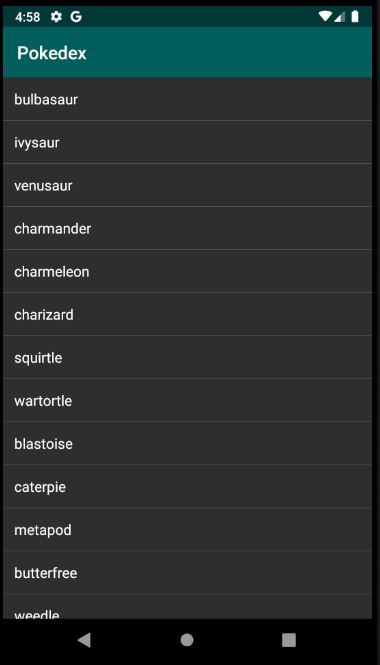 4:58 G
Pokedex
bulbasaur
ivysaur
venusaur
charmander
charmeleon
charizard
squirtle
wartortle
blastoise
caterpie
metapod
butterfree
weedle